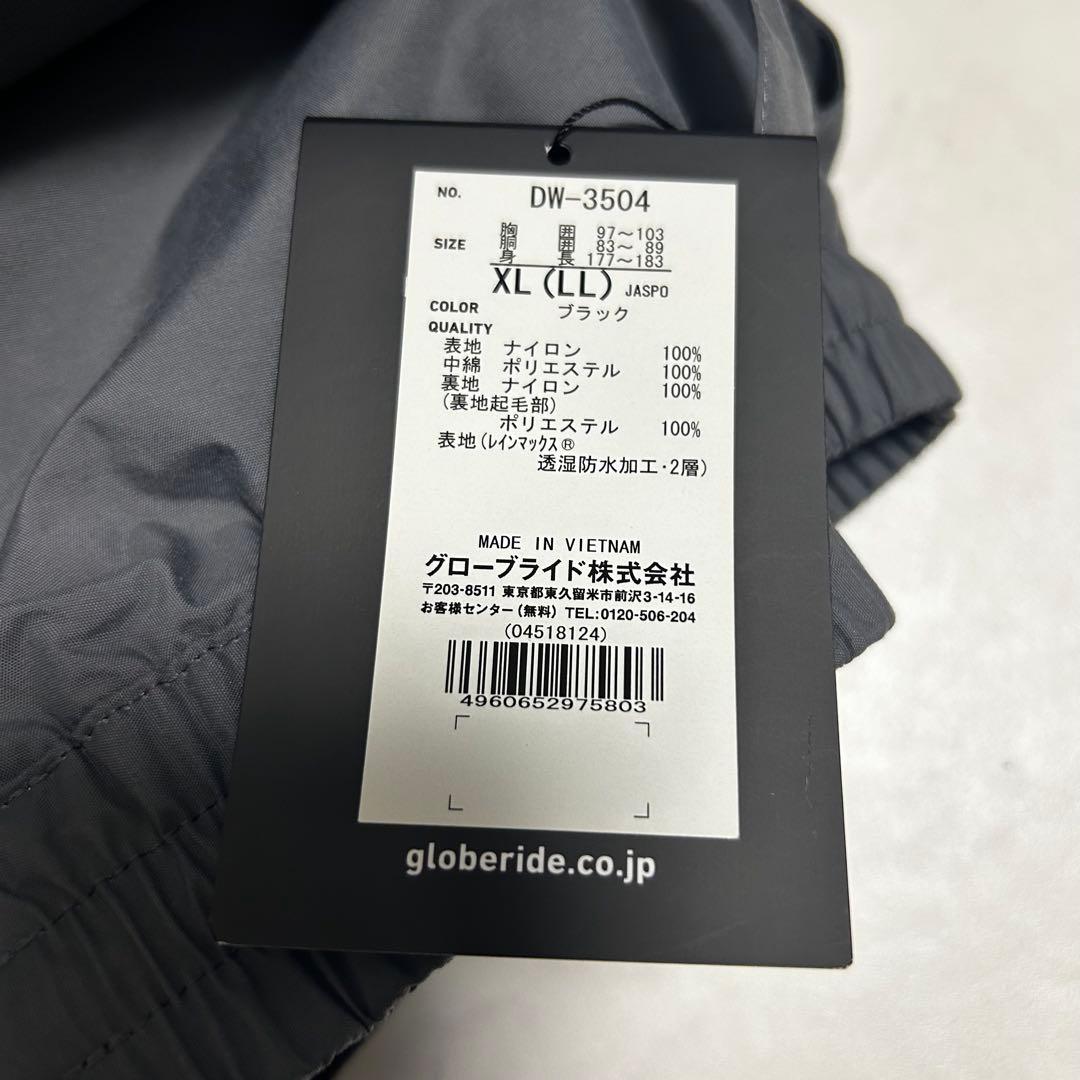 NO. DW-3504
SIZE 胸 囲 97〜103
胴 囲 83〜 89
身 長 177〜183
XL(LL) JASPO
COLOR ブラック
QUALITY
表地 ナイロン 100%
中綿 ポリエステル 100%
裏地 ナイロン 100%
(裏地起毛部)
ポリエステル 100%
表地(レインマックス®
透湿防水加工・2層)
MADE IN VIETNAM
グローブライド株式会社
〒203-8511 東京都東久留米市前沢3-14-16
お客様センター(無料) TEL:0120-506-204
(04518124)
4960652975803
globeride.co.jp